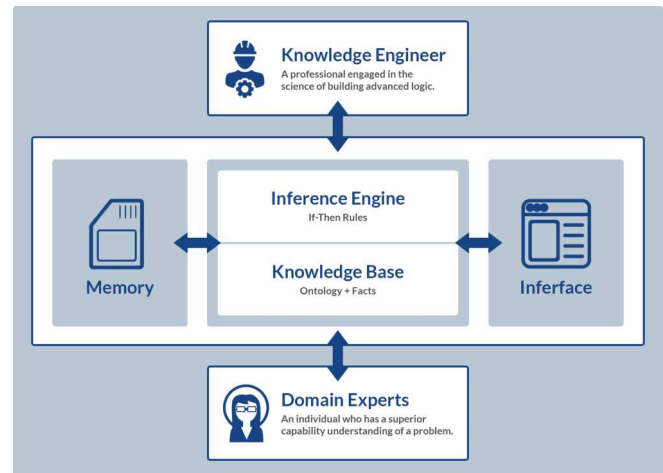 Knowledge Engineer
A professional engaged in the
science of building advanced logic.
Memory
Inference Engine
If-Then Rules
Knowledge Base
Ontology + Facts
Inferface
Domain Experts
An individual who has a superior
capability understanding of a problem.